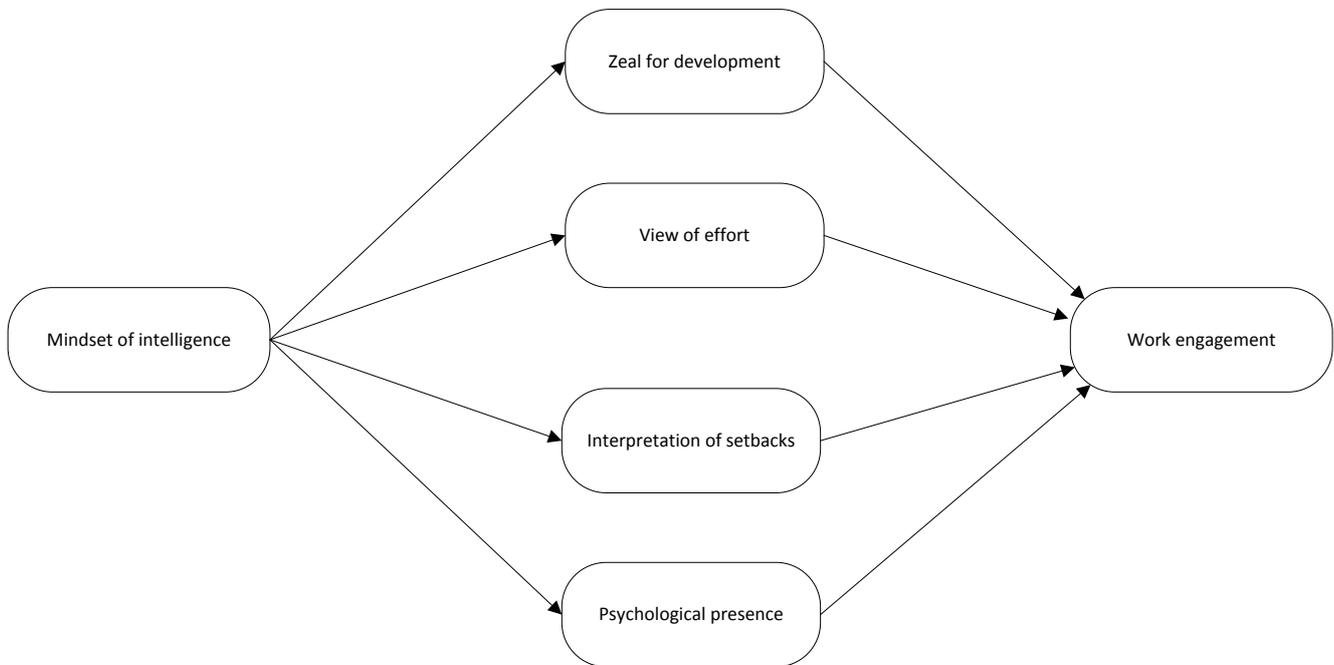 Zeal for development
View of effort
Mindset of intelligence
Work engagement
Interpretation of setbacks
Psychological presence